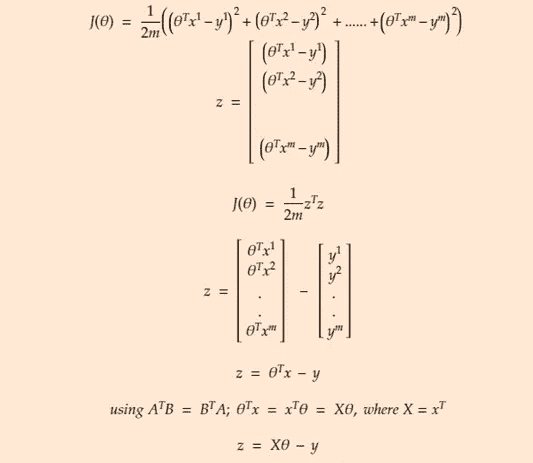 J(θ) = 1/2m((θᵀx¹ – y¹)² + (θᵀx² – y²)² + ...... + (θᵀxᵐ – yᵐ)²)
z = [ (θᵀx¹ – y¹)
(θᵀx² – y²)
(θᵀxᵐ – yᵐ) ]
J(θ) = 1/2m zᵀz
z = [ θᵀx¹ θᵀx² . . θᵀxᵐ ] – [ y¹ y² . . yᵐ ]
z = θᵀx – y
using AᵀB = BᵀA; θᵀx = xᵀθ = Xθ, where X = xᵀ
z = Xθ – y